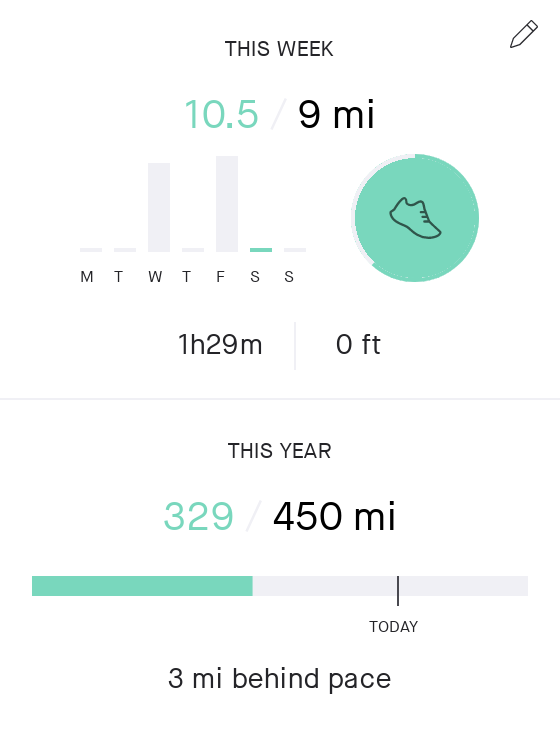 THIS WEEK
10.5 / 9 mi
M T W T F S S
1h29m 0 ft
THIS YEAR
329 / 450 mi
TODAY
3 mi behind pace